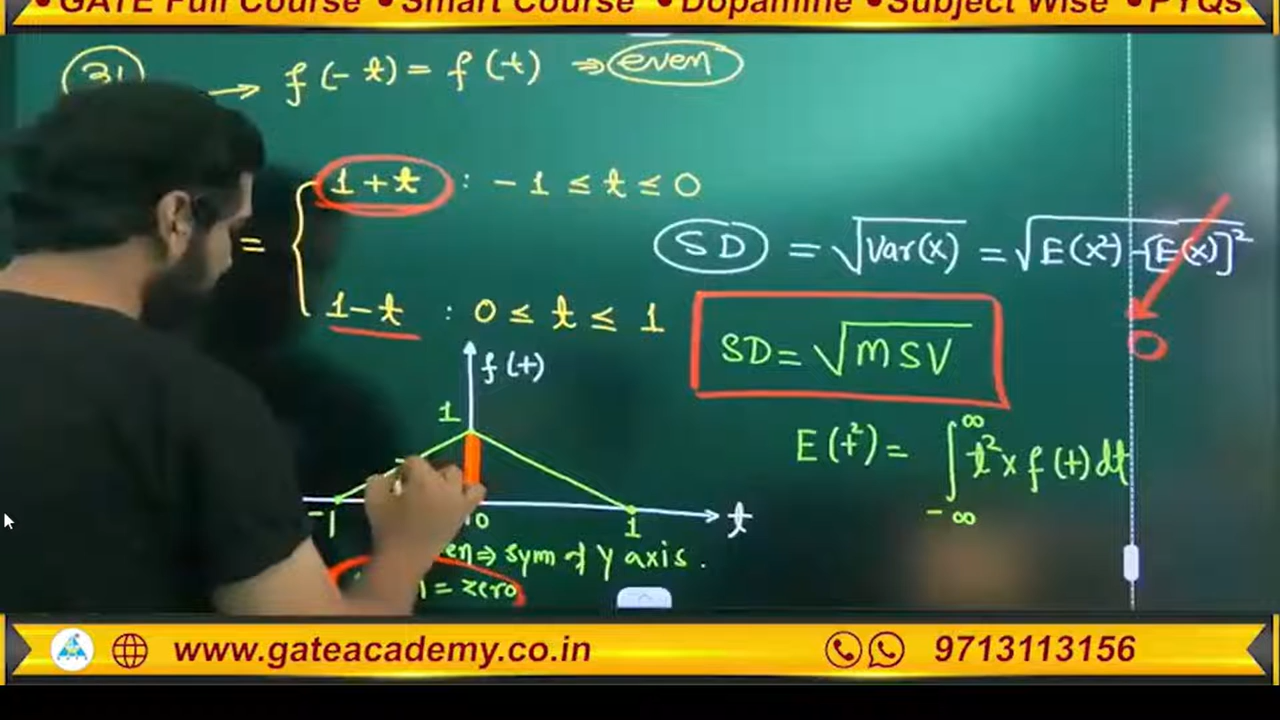 •GATE Full Course •Smart Course •Dopamine •Subject Wise •PYQs
31 → f(-t) = f(t) ⇒ even
= { 1+t : -1 ≤ t ≤ 0
1-t : 0 ≤ t ≤ 1
SD = √Var(x) = √E(x²) - [E(x)]²
0
SD = √MSV
f(t)
1
E(t²) = ∫ t² x f(t) dt
∞
-∞
-1 0 1 t
en ⇒ sym of Y axis.
= zero
www.gateacademy.co.in 9713113156